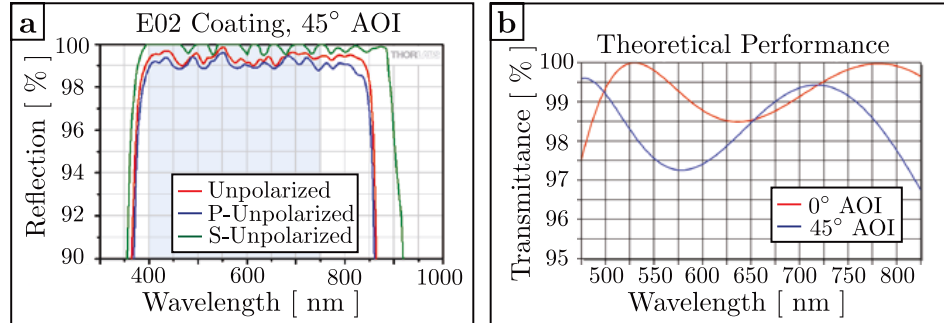 a
E02 Coating, 45° AOI
Reflection [ % ]
100
98
96
94
92
90
THOR
Unpolarized
P-Unpolarized
S-Unpolarized
400 600 800 1000
Wavelength [ nm ]
b
Theoretical Performance
Transmittance [ % ]
100
99
98
97
96
95
0° AOI
45° AOI
500 550 600 650 700 750 800
Wavelength [ nm ]